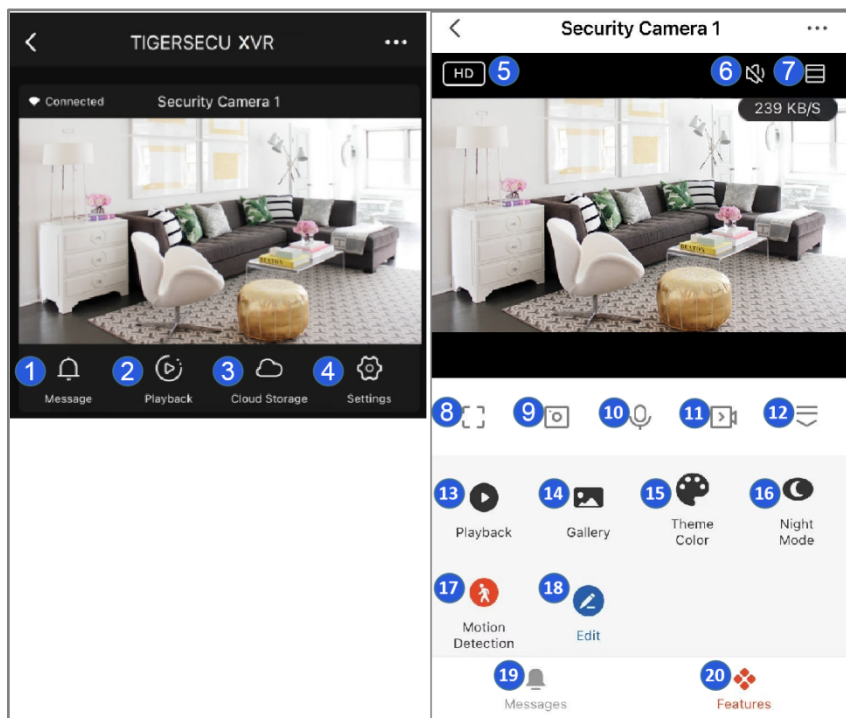 TIGERSECU XVR
Connected
Security Camera 1
1
2
3
4
Message
Playback
Cloud Storage
Settings
Security Camera 1
HD
5
6
7
239 KB/S
8
9
10
11
12
13
14
15
16
Playback
Gallery
Theme
Color
Night
Mode
17
18
Motion
Detection
Edit
19
20
Messages
Features